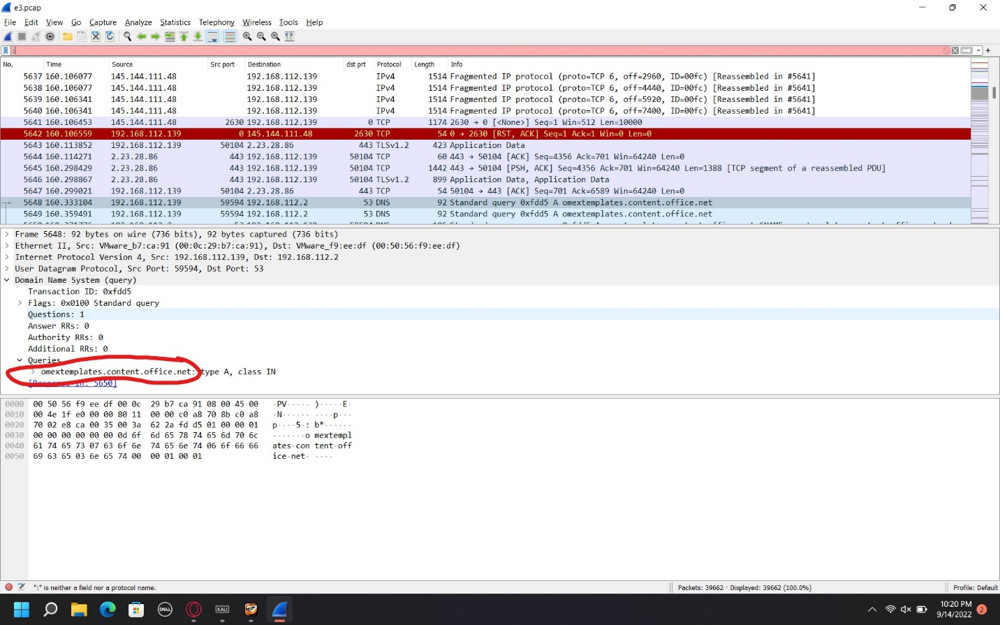 e3.pcap
File Edit View Go Capture Analyze Statistics Telephony Wireless Tools Help
:
No. Time Source Src port Destination dst prt Protocol Length Info
5637 160.106077 145.144.111.48 192.168.112.139 IPv4 1514 Fragmented IP protocol (proto=TCP 6, off=2960, ID=00fc) [Reassembled in #5641]
5638 160.106077 145.144.111.48 192.168.112.139 IPv4 1514 Fragmented IP protocol (proto=TCP 6, off=4440, ID=00fc) [Reassembled in #5641]
5639 160.106341 145.144.111.48 192.168.112.139 IPv4 1514 Fragmented IP protocol (proto=TCP 6, off=5920, ID=00fc) [Reassembled in #5641]
5640 160.106341 145.144.111.48 192.168.112.139 IPv4 1514 Fragmented IP protocol (proto=TCP 6, off=7400, ID=00fc) [Reassembled in #5641]
5641 160.106453 145.144.111.48 2630 192.168.112.139 0 TCP 1174 2630 → 0 [<None>] Seq=1 Win=512 Len=10000
5642 160.106559 192.168.112.139 0 145.144.111.48 2630 TCP 54 0 → 2630 [RST, ACK] Seq=1 Ack=1 Win=0 Len=0
5643 160.113852 192.168.112.139 50104 2.23.28.86 443 TLSv1.2 423 Application Data
5644 160.114271 2.23.28.86 443 192.168.112.139 50104 TCP 60 443 → 50104 [ACK] Seq=4356 Ack=701 Win=64240 Len=0
5645 160.298429 2.23.28.86 443 192.168.112.139 50104 TCP 1442 443 → 50104 [PSH, ACK] Seq=4356 Ack=701 Win=64240 Len=1388 [TCP segment of a reassembled PDU]
5646 160.298867 2.23.28.86 443 192.168.112.139 50104 TLSv1.2 899 Application Data, Application Data
5647 160.299021 192.168.112.139 50104 2.23.28.86 443 TCP 54 50104 → 443 [ACK] Seq=701 Ack=6589 Win=64240 Len=0
5648 160.333104 192.168.112.139 59594 192.168.112.2 53 DNS 92 Standard query 0xfdd5 A omextemplates.content.office.net
5649 160.359491 192.168.112.139 59594 192.168.112.2 53 DNS 92 Standard query 0xfdd5 A omextemplates.content.office.net
Frame 5648: 92 bytes on wire (736 bits), 92 bytes captured (736 bits)
Ethernet II, Src: VMware_b7:ca:91 (00:0c:29:b7:ca:91), Dst: VMware_f9:ee:df (00:50:56:f9:ee:df)
Internet Protocol Version 4, Src: 192.168.112.139, Dst: 192.168.112.2
User Datagram Protocol, Src Port: 59594, Dst Port: 53
Domain Name System (query)
Transaction ID: 0xfdd5
Flags: 0x0100 Standard query
Questions: 1
Answer RRs: 0
Authority RRs: 0
Additional RRs: 0
Queries
omextemplates.content.office.net: type A, class IN
[Response In: 5650]
0000 00 50 56 f9 ee df 00 0c 29 b7 ca 91 08 00 45 00 ·PV····· )·····E·
0010 00 4e 1f e0 00 00 80 11 00 00 c0 a8 70 8b c0 a8 ·N······ ····p···
0020 70 02 e8 ca 00 35 00 3a 62 2a fd d5 01 00 00 01 p····5·: b*······
0030 00 00 00 00 00 00 0d 6f 6d 65 78 74 65 6d 70 6c ·······o mextempl
0040 61 74 65 73 07 63 6f 6e 74 65 6e 74 06 6f 66 66 ates·con tent·off
0050 69 63 65 03 6e 65 74 00 00 01 00 01 ice·net· ····
":" is neither a field nor a protocol name.
Packets: 39662 · Displayed: 39662 (100.0%)
Profile: Default
DELL
KALI
10:20 PM
9/14/2022
2